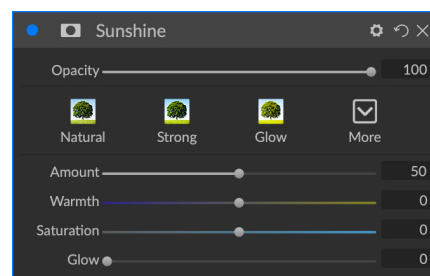 Sunshine
Opacity 100
Natural Strong Glow More
Amount 50
Warmth 0
Saturation 0
Glow 0